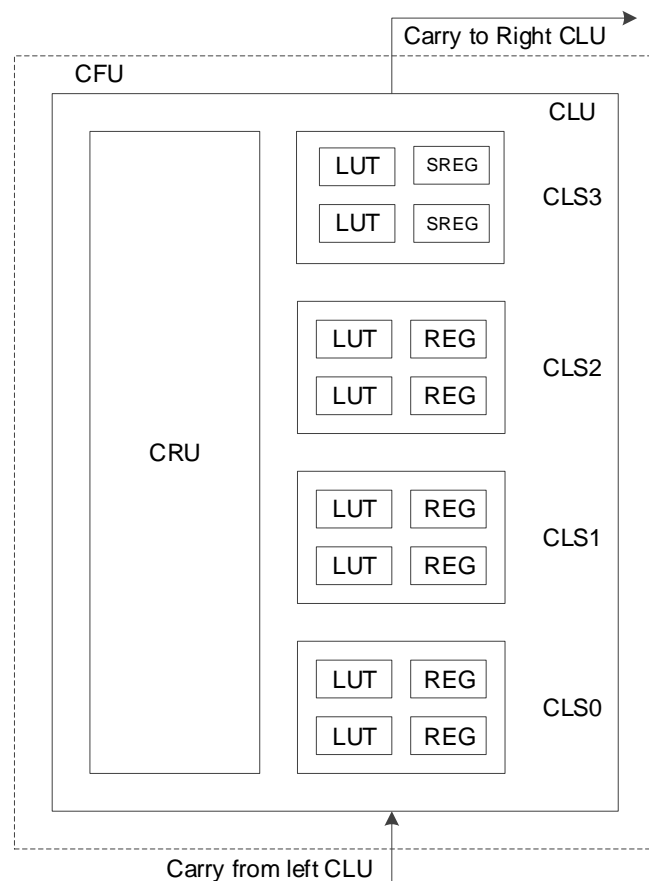 Carry to Right CLU
CFU
CLU
LUT SREG
CLS3
LUT SREG
LUT REG
CLS2
LUT REG
CRU
LUT REG
CLS1
LUT REG
LUT REG
CLS0
LUT REG
Carry from left CLU